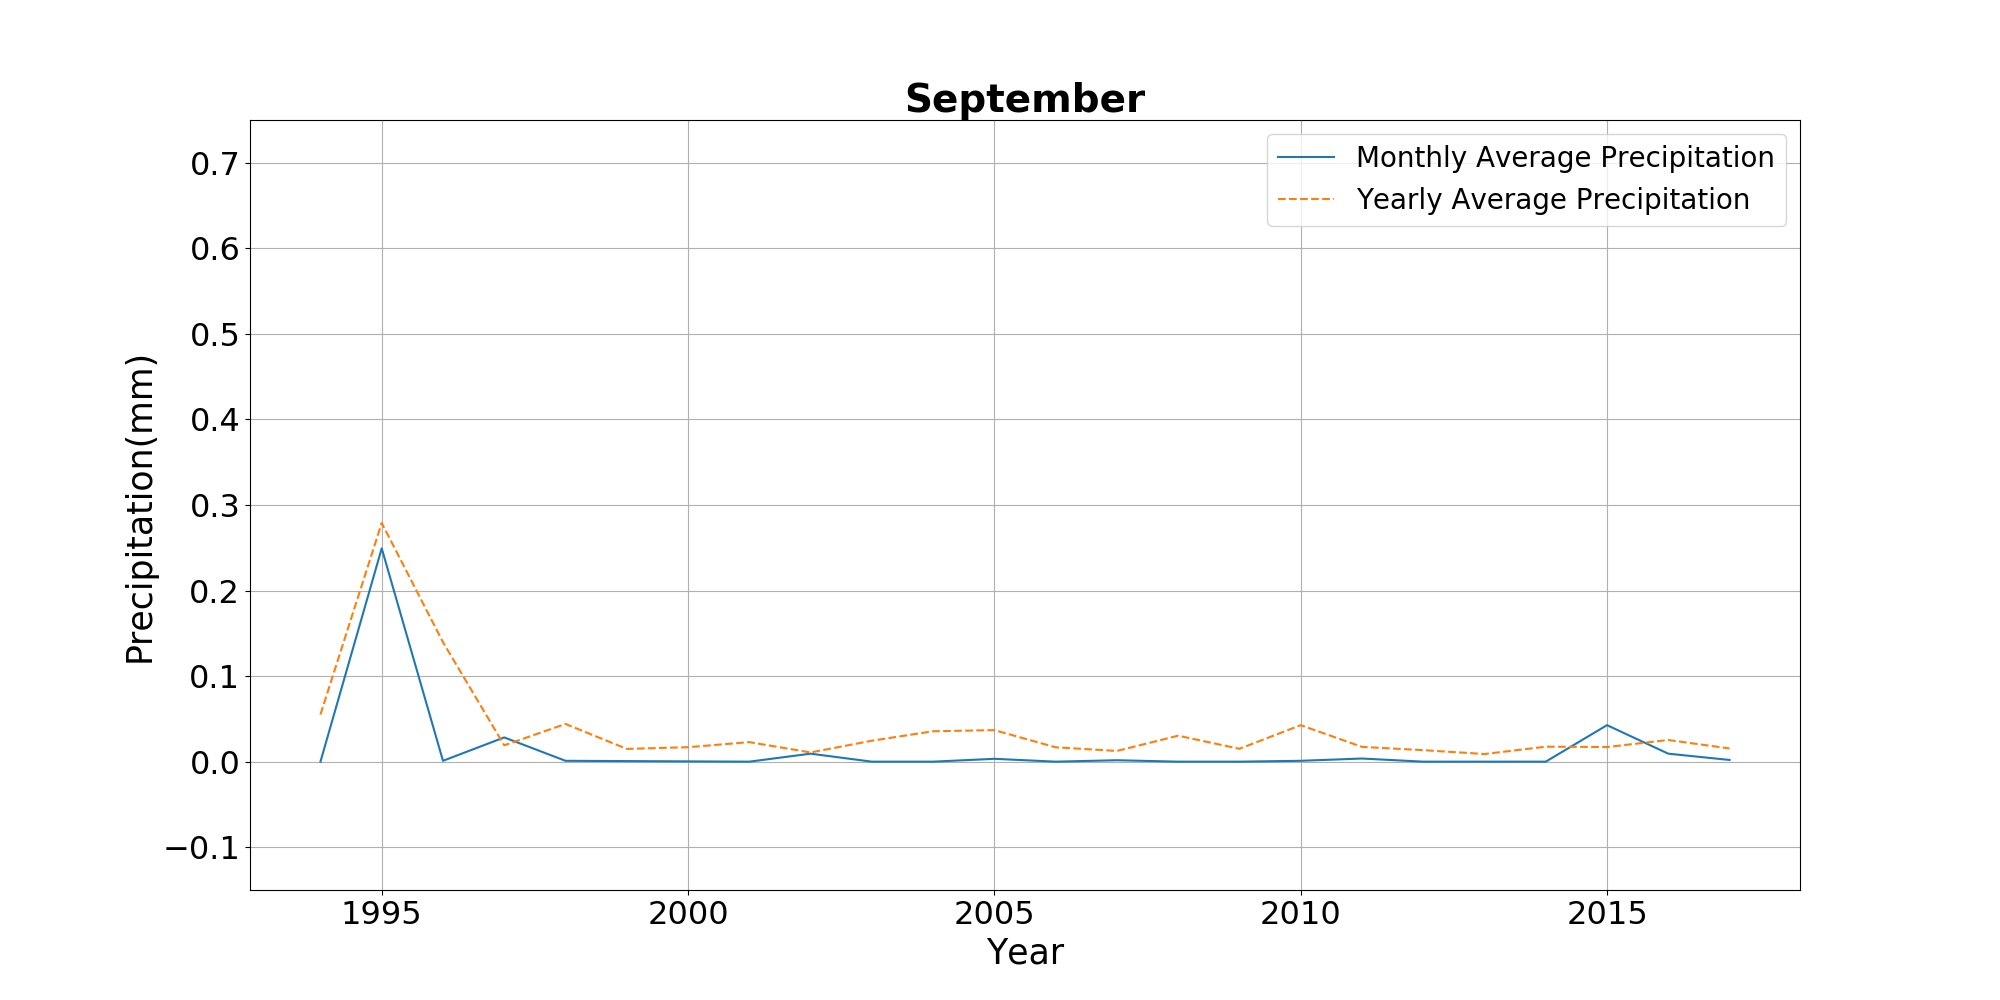 September
Monthly Average Precipitation
Yearly Average Precipitation
Precipitation(mm)
0.7
0.6
0.5
0.4
0.3
0.2
0.1
0.0
−0.1
1995 2000 2005 2010 2015
Year